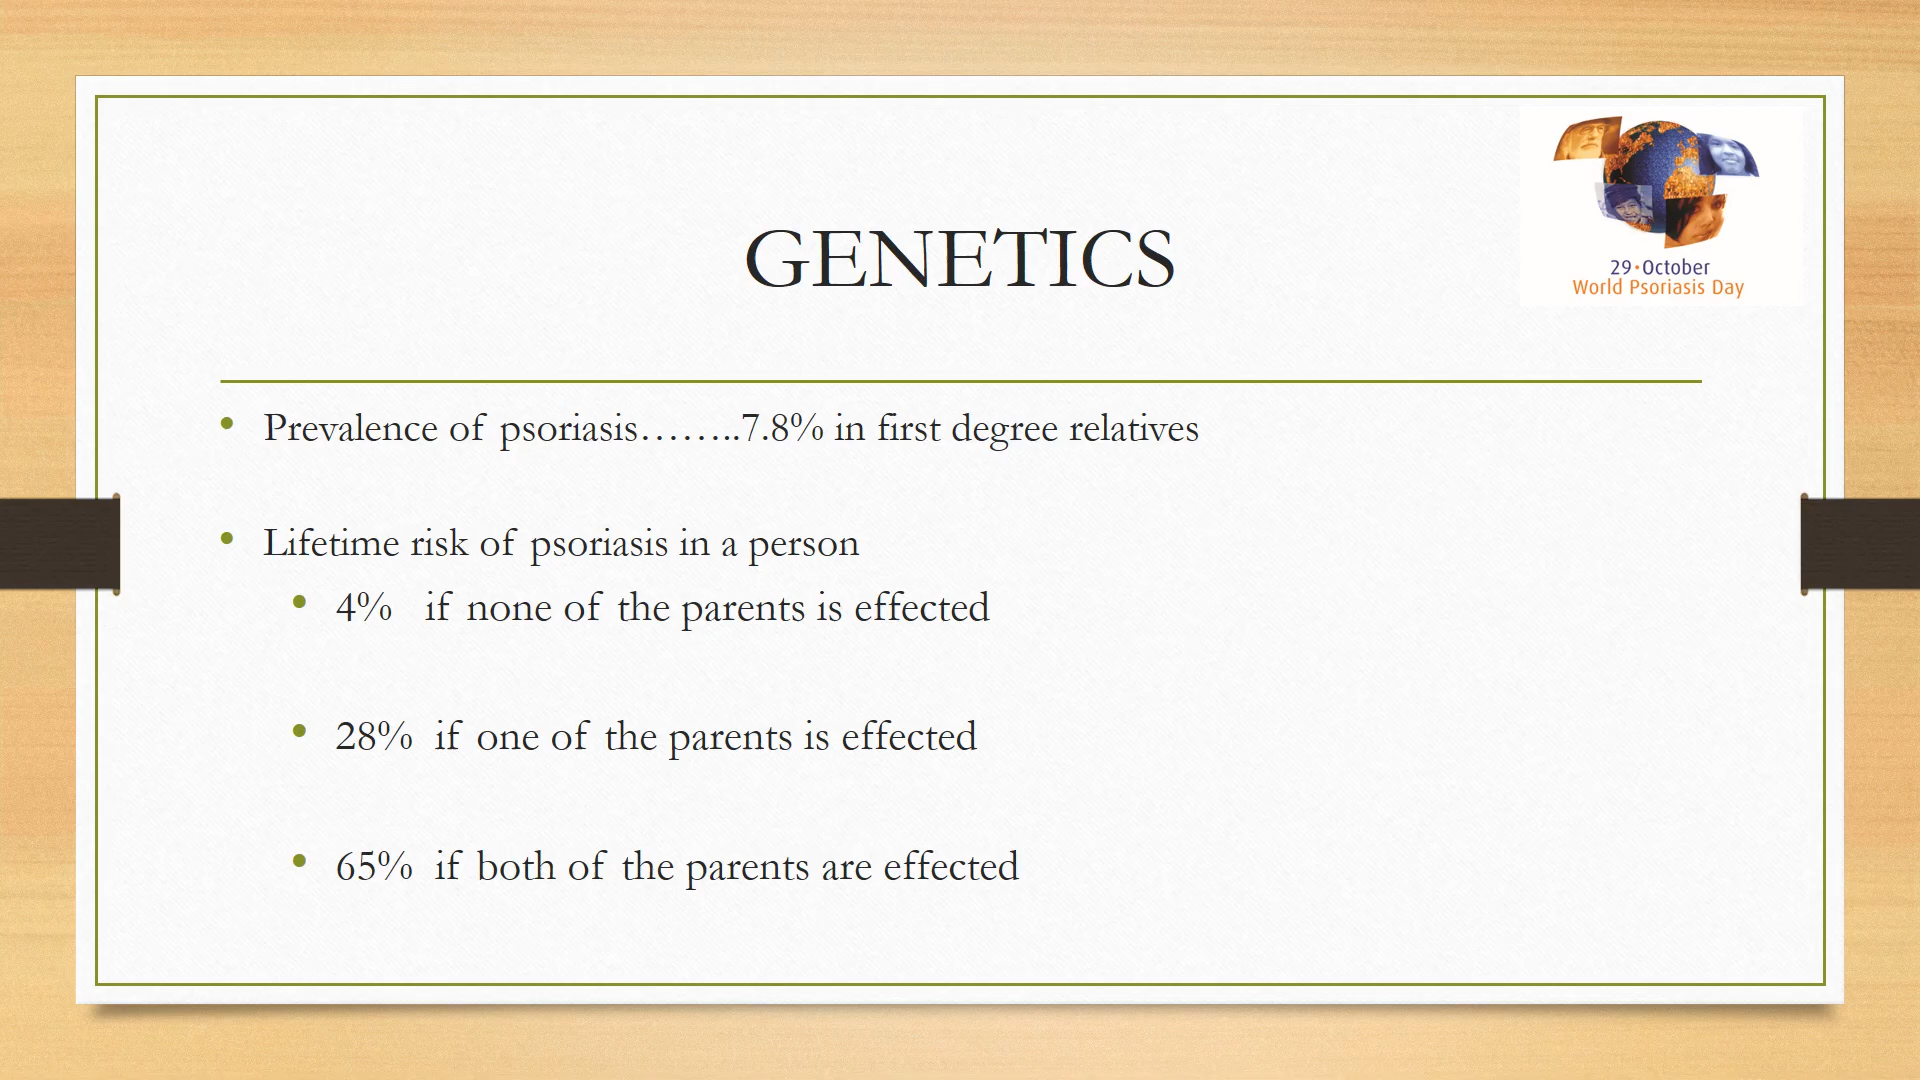 29·October
World Psoriasis Day
GENETICS
• Prevalence of psoriasis……..7.8% in first degree relatives
• Lifetime risk of psoriasis in a person
• 4% if none of the parents is effected
• 28% if one of the parents is effected
• 65% if both of the parents are effected